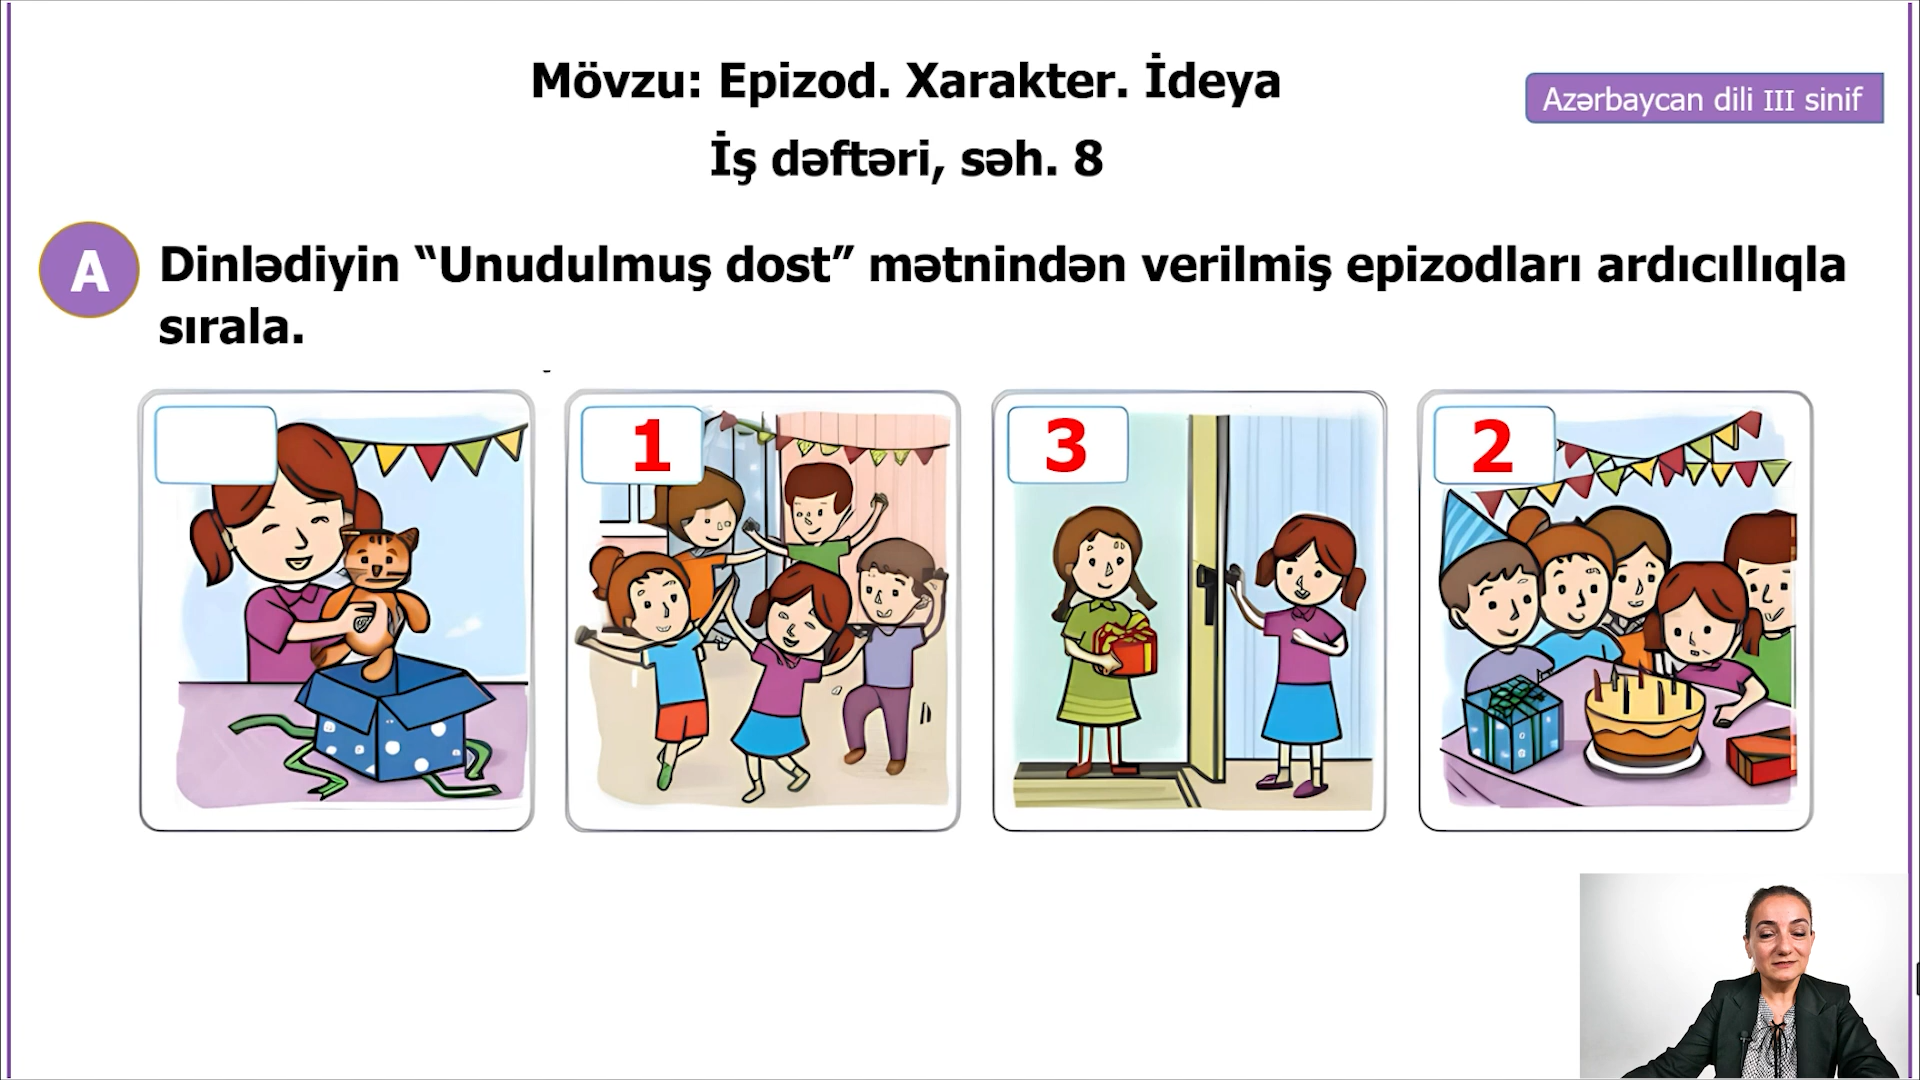 Mövzu: Epizod. Xarakter. İdeya
Azərbaycan dili III sinif
İş dəftəri, səh. 8
A
Dinlədiyin “Unudulmuş dost” mətnindən verilmiş epizodları ardıcıllıqla
sırala.
1
3
2